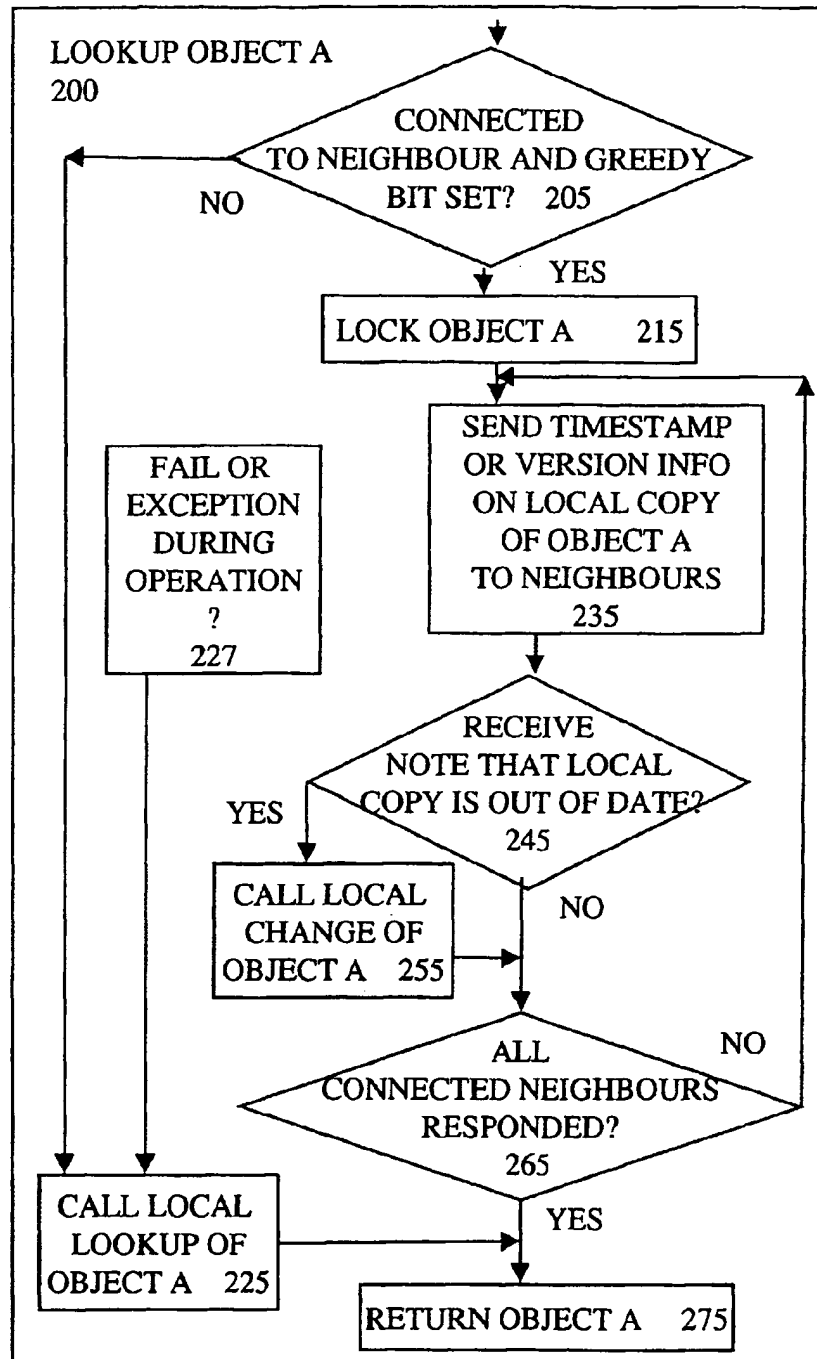 LOOKUP OBJECT A
200
CONNECTED
TO NEIGHBOUR AND GREEDY
BIT SET? 205
NO
YES
LOCK OBJECT A 215
SEND TIMESTAMP
OR VERSION INFO
ON LOCAL COPY
OF OBJECT A
TO NEIGHBOURS
235
FAIL OR
EXCEPTION
DURING
OPERATION
?
227
RECEIVE
NOTE THAT LOCAL
COPY IS OUT OF DATE?
245
YES
NO
CALL LOCAL
CHANGE OF
OBJECT A 255
ALL
CONNECTED NEIGHBOURS
RESPONDED?
265
NO
YES
CALL LOCAL
LOOKUP OF
OBJECT A 225
RETURN OBJECT A 275